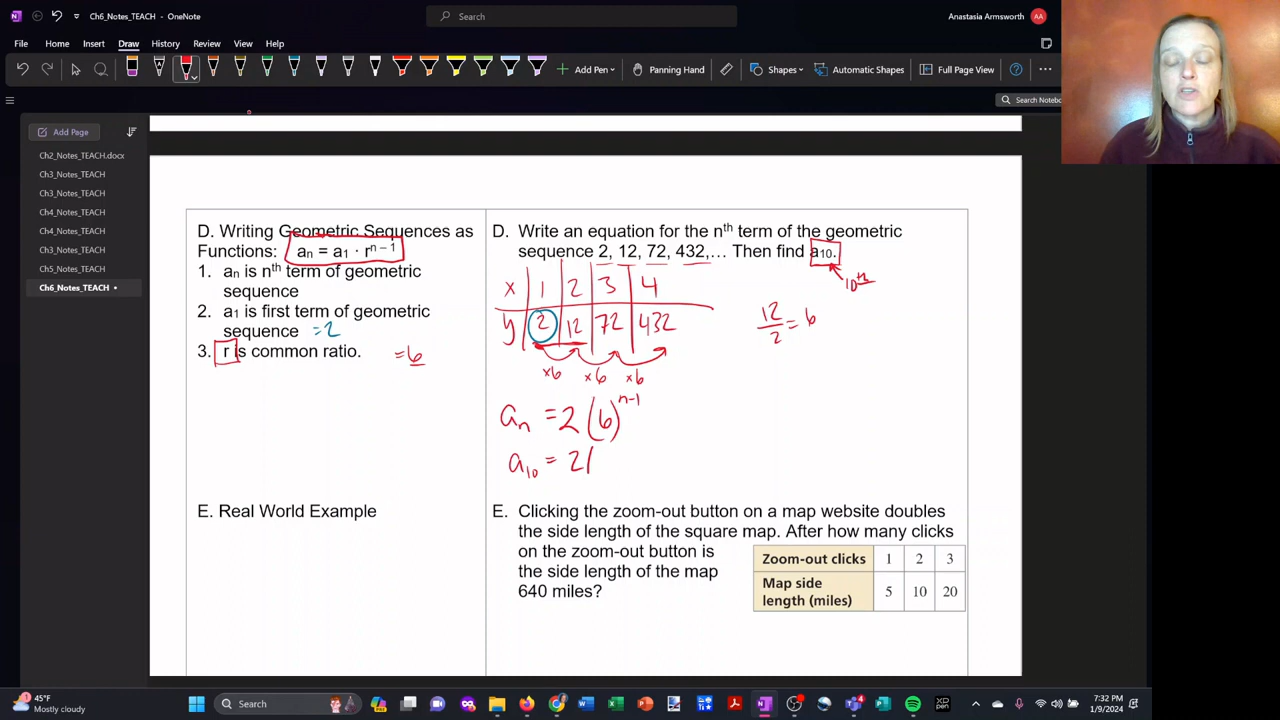 Ch6_Notes_TEACH - OneNote
Search
Anastasia Armsworth
AA
File
Home
Insert
Draw
History
Review
View
Help
Add Pen
Panning Hand
Shapes
Automatic Shapes
Full Page View
Search Notebo
Add Page
Ch2_Notes_TEACH.docx
Ch3_Notes_TEACH
Ch3_Notes_TEACH
Ch4_Notes_TEACH
Ch4_Notes_TEACH
Ch3_Notes_TEACH
Ch5_Notes_TEACH
Ch6_Notes_TEACH
D. Writing Geometric Sequences as
Functions: an = a1 · r^n − 1
1. an is nth term of geometric
sequence
2. a1 is first term of geometric
sequence =2
3. r is common ratio. =6
D. Write an equation for the nth term of the geometric
sequence 2, 12, 72, 432,… Then find a10.
10th
x 1 2 3 4
y 2 12 72 432
×6 ×6 ×6
12/2 = 6
an = 2(6)^n-1
a10 = 2(
E. Real World Example
E. Clicking the zoom-out button on a map website doubles
the side length of the square map. After how many clicks
on the zoom-out button is
the side length of the map
640 miles?
Zoom-out clicks 1 2 3
Map side
length (miles) 5 10 20
45°F
Mostly cloudy
Search
7:32 PM
1/9/2024